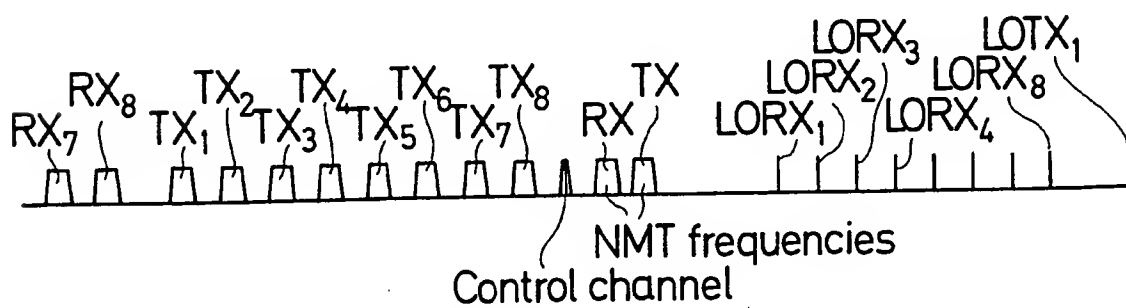 RX₇
RX₈
TX₁
TX₂
TX₃
TX₄
TX₅
TX₆
TX₇
TX₈
RX
TX
LORX₁
LORX₂
LORX₃
LORX₄
LORX₈
LOTX₁
NMT frequencies
Control channel